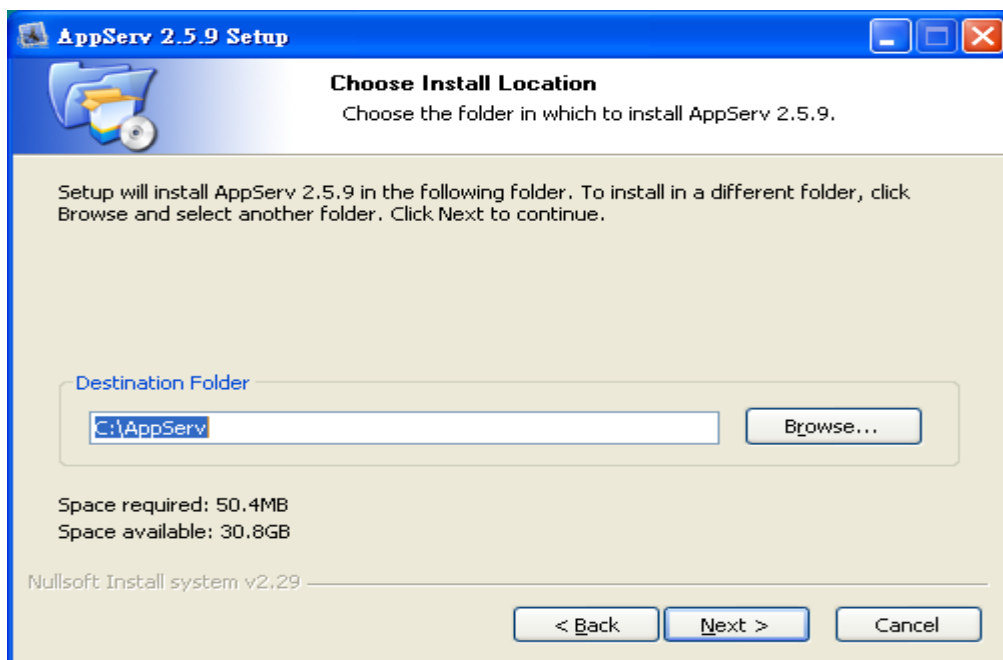 AppServ 2.5.9 Setup
Choose Install Location
Choose the folder in which to install AppServ 2.5.9.
Setup will install AppServ 2.5.9 in the following folder. To install in a different folder, click
Browse and select another folder. Click Next to continue.
Destination Folder
C:\AppServ
Browse...
Space required: 50.4MB
Space available: 30.8GB
Nullsoft Install system v2.29
< Back
Next >
Cancel